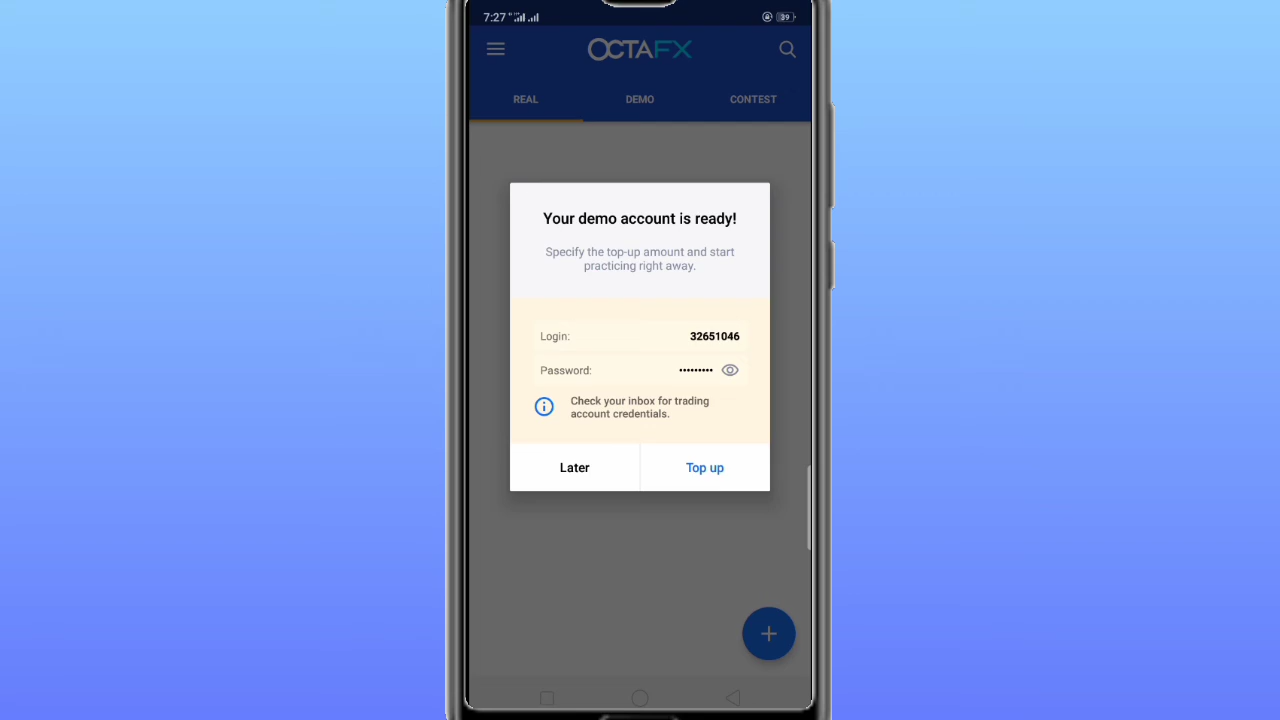 7:27
39
OCTAFX
REAL DEMO CONTEST
Your demo account is ready!
Specify the top-up amount and start
practicing right away.
Login: 32651046
Password: •••••••••
Check your inbox for trading
account credentials.
Later Top up